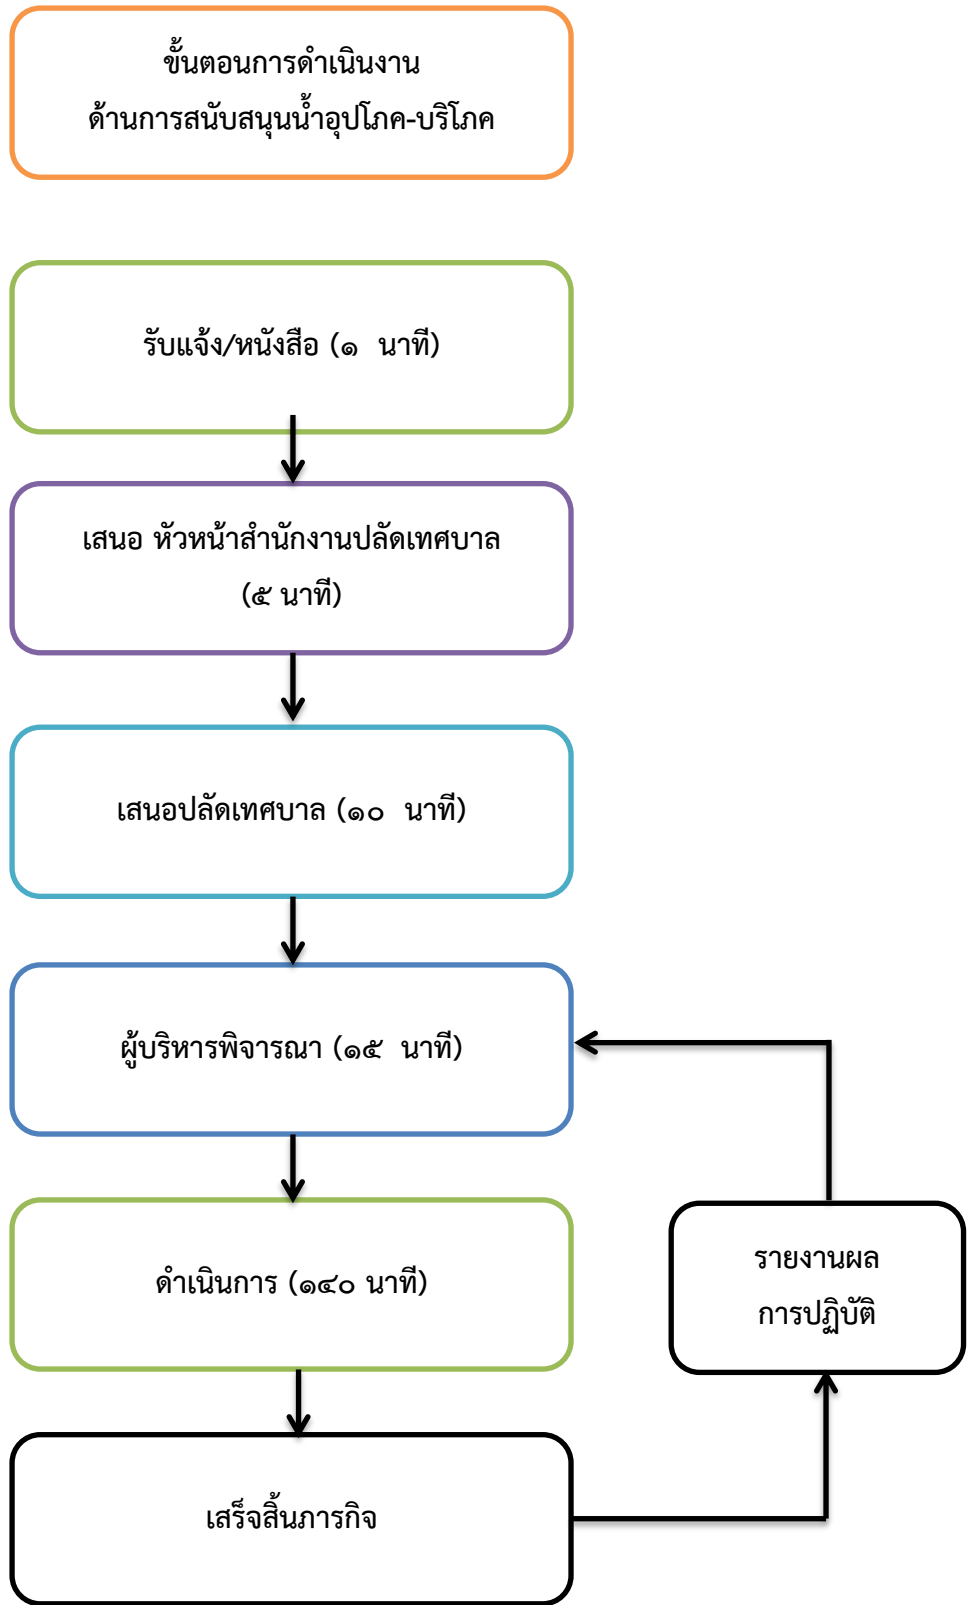 ขั้นตอนการดำเนินงาน
ด้านการสนับสนุนน้ำอุปโภค-บริโภค
รับแจ้ง/หนังสือ (๑  นาที)
เสนอ หัวหน้าสำนักงานปลัดเทศบาล
(๕ นาที)
เสนอปลัดเทศบาล (๑๐  นาที)
ผู้บริหารพิจารณา (๑๕  นาที)
ดำเนินการ (๑๔๐ นาที)
รายงานผล
การปฏิบัติ
เสร็จสิ้นภารกิจ